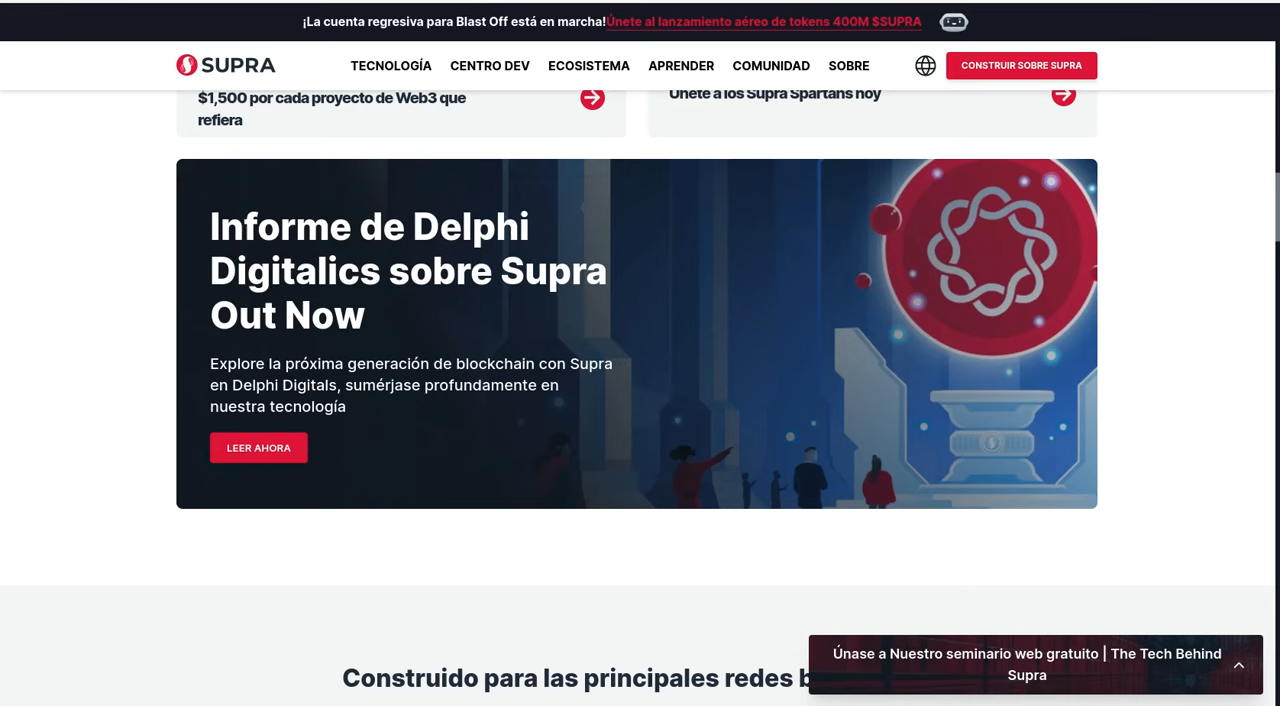 ¡La cuenta regresiva para Blast Off está en marcha!Únete al lanzamiento aéreo de tokens 400M $SUPRA
SUPRA
TECNOLOGÍA
CENTRO DEV
ECOSISTEMA
APRENDER
COMUNIDAD
SOBRE
CONSTRUIR SOBRE SUPRA
$1,500 por cada proyecto de Web3 que
refiera
Únete a los Supra Spartans hoy
Informe de Delphi
Digitalics sobre Supra
Out Now
Explore la próxima generación de blockchain con Supra
en Delphi Digitals, sumérjase profundamente en
nuestra tecnología
LEER AHORA
Construido para las principales redes b
Únase a Nuestro seminario web gratuito | The Tech Behind
Supra